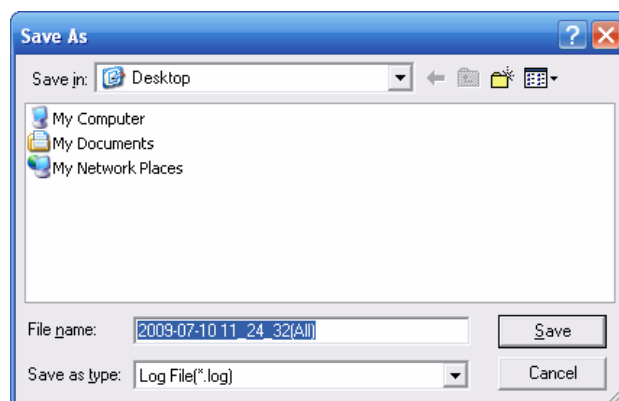 Save As
Save in: Desktop
My Computer
My Documents
My Network Places
File name: 2009-07-10 11_24_32(All)
Save
Save as type: Log File(*.log)
Cancel